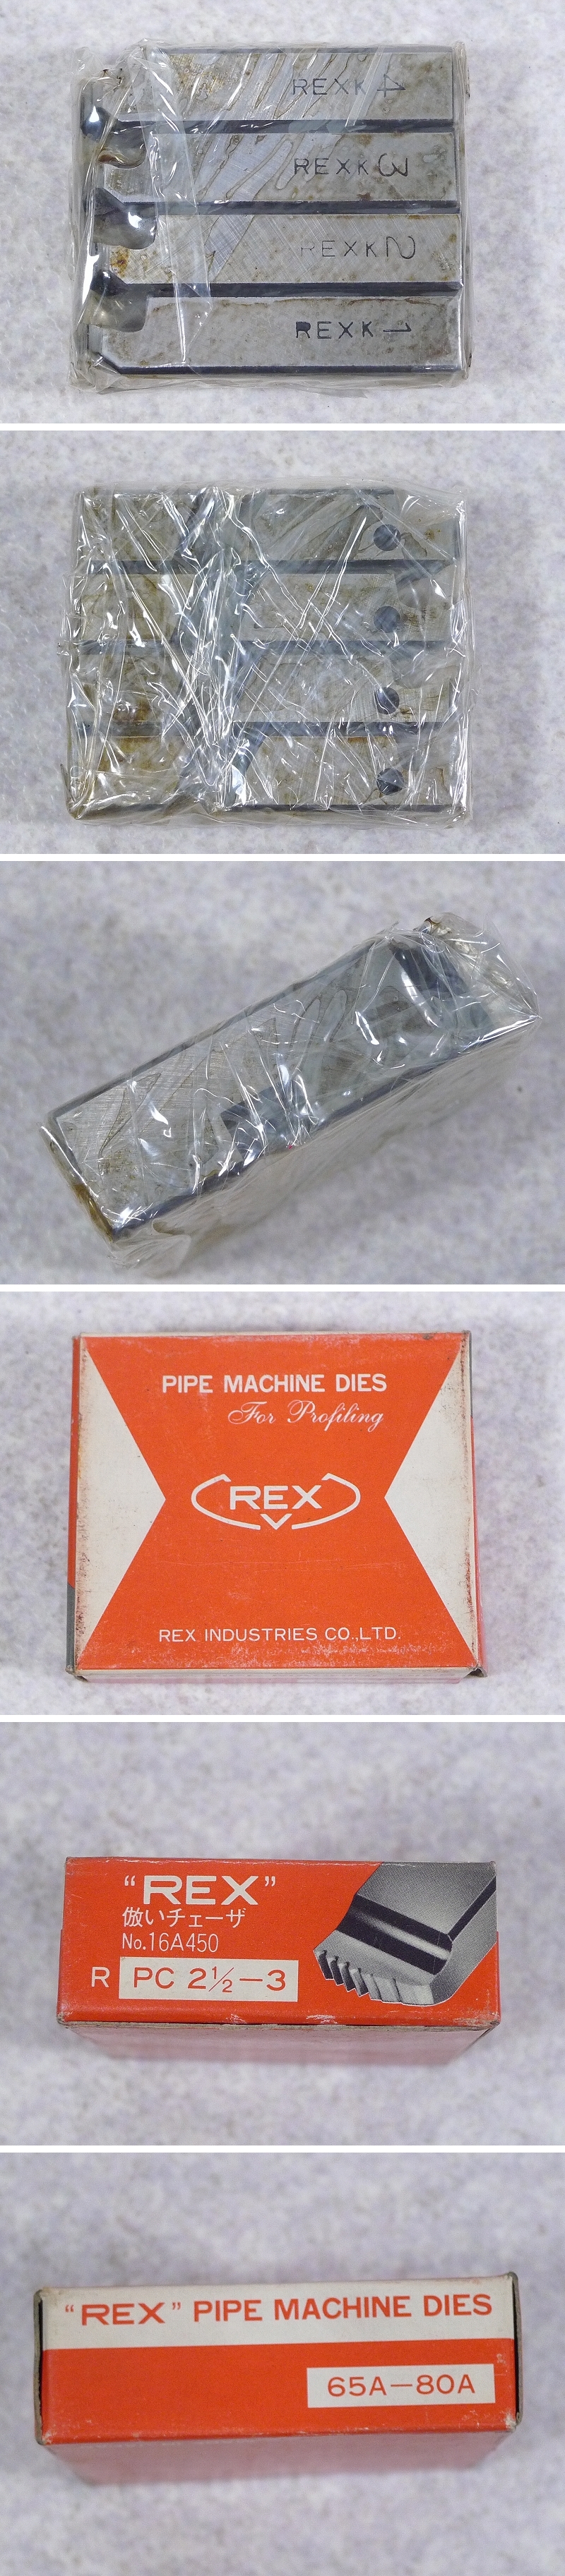 REXK 4
REXK 3
REXK 2
REXK 1
PIPE MACHINE DIES
For Profiling
REX
REX INDUSTRIES CO.,LTD.
“REX”
倣いチェーザ
No.16A450
R PC 2½—3
“REX” PIPE MACHINE DIES
65A—80A